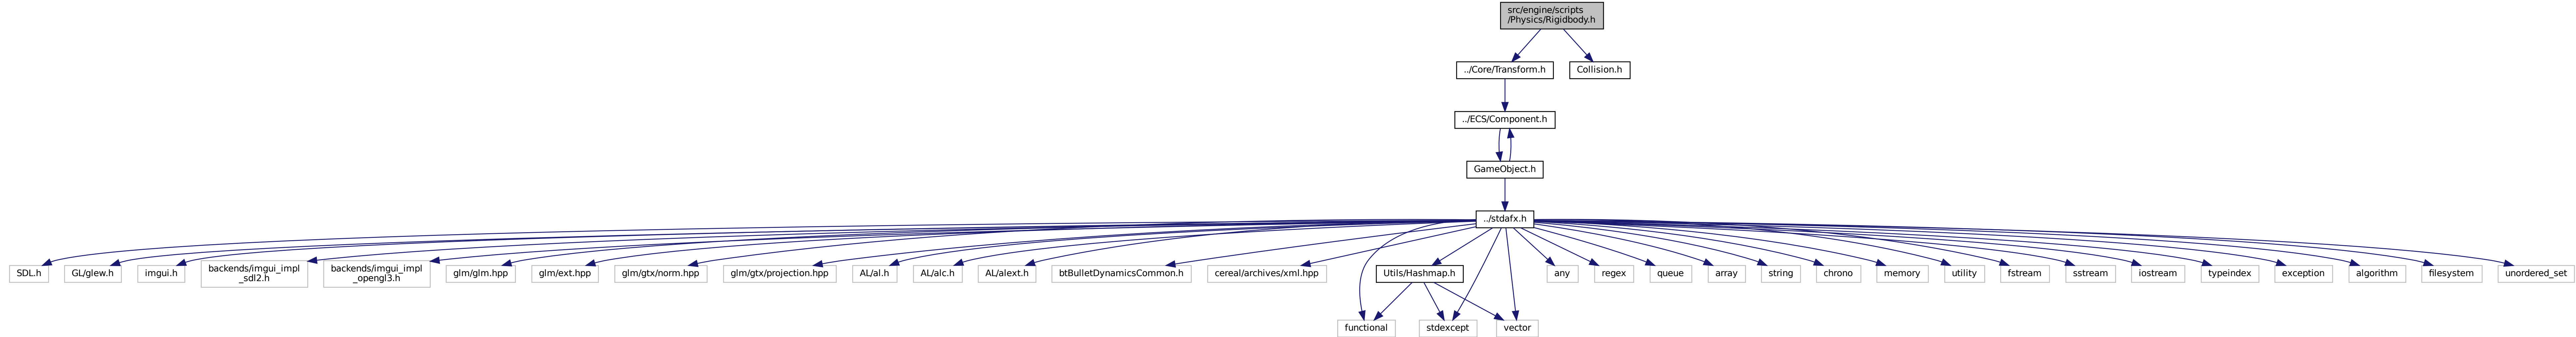 src/engine/scripts
/Physics/Rigidbody.h
../Core/Transform.h
Collision.h
../ECS/Component.h
GameObject.h
../stdafx.h
SDL.h
GL/glew.h
imgui.h
backends/imgui_impl
_sdl2.h
backends/imgui_impl
_opengl3.h
glm/glm.hpp
glm/ext.hpp
glm/gtx/norm.hpp
glm/gtx/projection.hpp
AL/al.h
AL/alc.h
AL/alext.h
btBulletDynamicsCommon.h
cereal/archives/xml.hpp
Utils/Hashmap.h
any
regex
queue
array
string
chrono
memory
utility
fstream
sstream
iostream
typeindex
exception
algorithm
filesystem
unordered_set
functional
stdexcept
vector